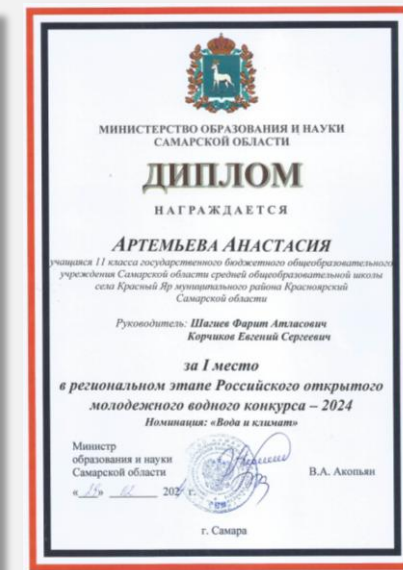 МИНИСТЕРСТВО ОБРАЗОВАНИЯ И НАУКИ
САМАРСКОЙ ОБЛАСТИ
ДИПЛОМ
НАГРАЖДАЕТСЯ
АРТЕМЬЕВА АНАСТАСИЯ
учащаяся 11 класса государственного бюджетного общеобразовательного
учреждения Самарской области средней общеобразовательной школы
села Красный Яр муниципального района Красноярский
Самарской области
Руководитель: Шагиев Фарит Атласович
Корчиков Евгений Сергеевич
за I место
в региональном этапе Российского открытого
молодежного водного конкурса – 2024
Номинация: «Вода и климат»
Министр
образования и науки
Самарской области
В.А. Акопьян
02 2024 г.
г. Самара